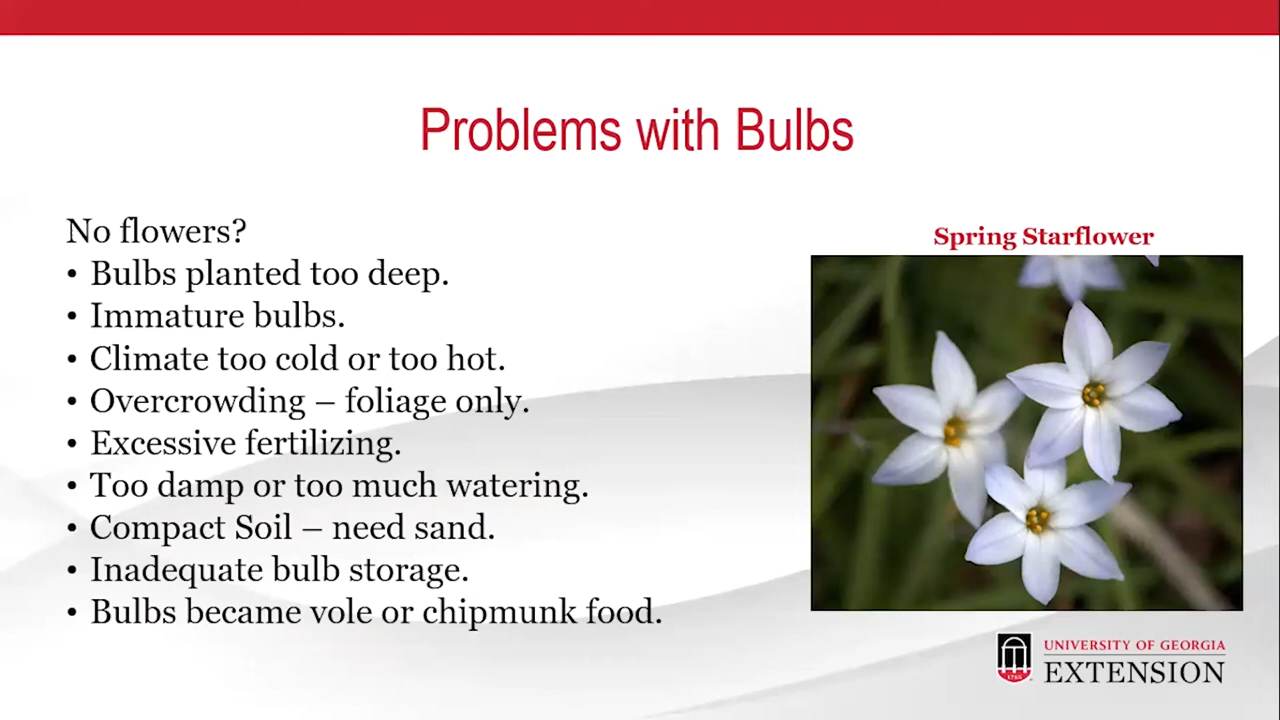 Problems with Bulbs
No flowers?
• Bulbs planted too deep.
• Immature bulbs.
• Climate too cold or too hot.
• Overcrowding – foliage only.
• Excessive fertilizing.
• Too damp or too much watering.
• Compact Soil – need sand.
• Inadequate bulb storage.
• Bulbs became vole or chipmunk food.
Spring Starflower
1785
UNIVERSITY OF GEORGIA
EXTENSION